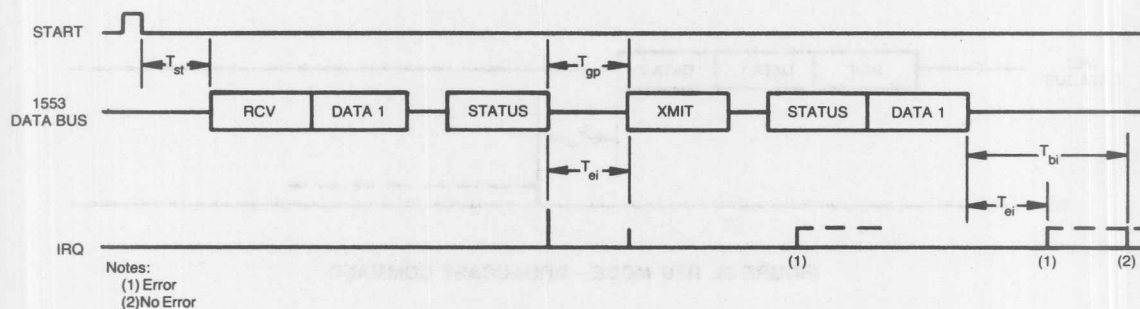 START
T_st
T_gp
1553
DATA BUS
RCV DATA 1 STATUS XMIT STATUS DATA 1
T_ei
T_bi
T_ei
IRQ
(1) (1) (2)
Notes:
(1) Error
(2)No Error